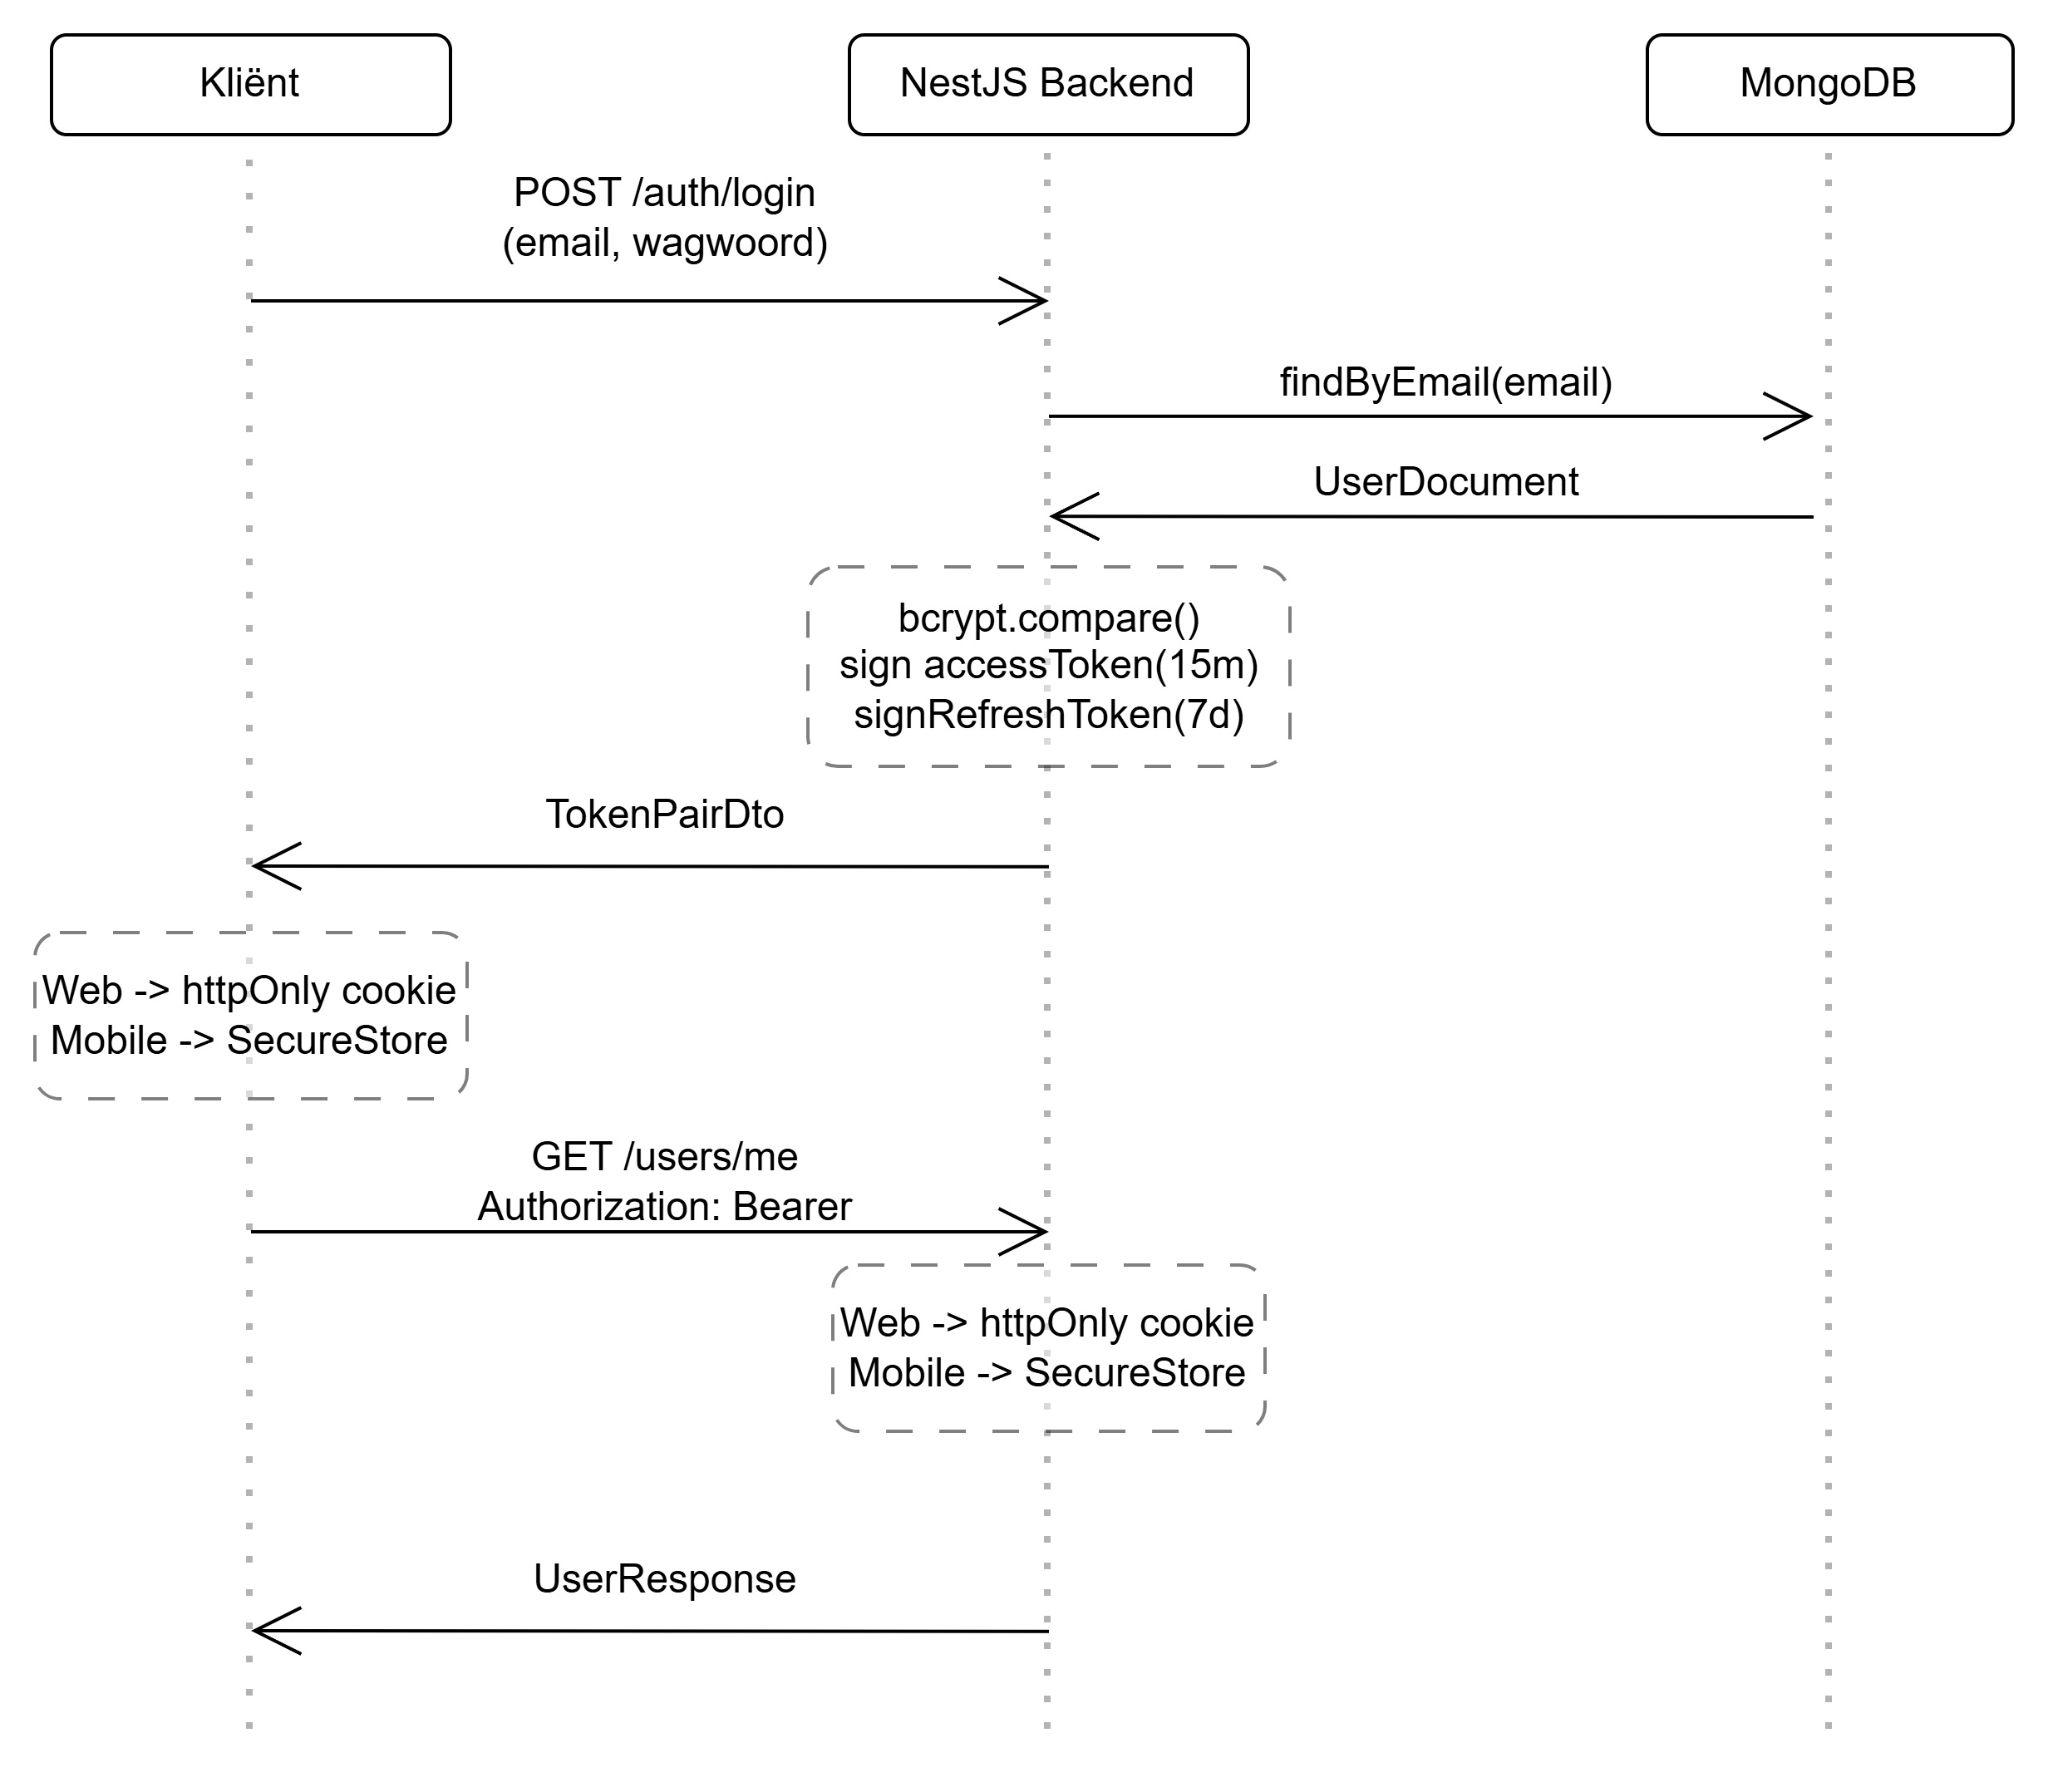 Kliënt
NestJS Backend
MongoDB
POST /auth/login
(email, wagwoord)
findByEmail(email)
UserDocument
bcrypt.compare()
sign accessToken(15m)
signRefreshToken(7d)
TokenPairDto
Web -> httpOnly cookie
Mobile -> SecureStore
GET /users/me
Authorization: Bearer
Web -> httpOnly cookie
Mobile -> SecureStore
UserResponse